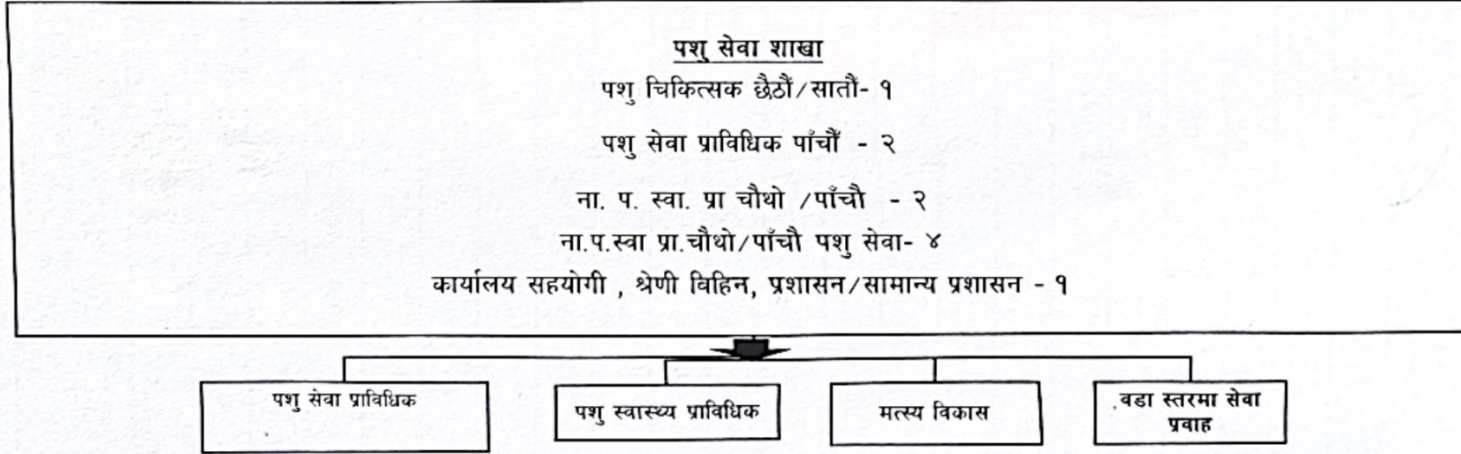 पशु सेवा शाखा
पशु चिकित्सक छैठौं/सातौं- १
पशु सेवा प्राविधिक पाँचौं - २
ना. प. स्वा. प्रा चौथो /पाँचौ - २
ना.प.स्वा प्रा.चौथो/पाँचौ पशु सेवा- ४
कार्यालय सहयोगी , श्रेणी विहिन, प्रशासन/सामान्य प्रशासन - १
पशु सेवा प्राविधिक
पशु स्वास्थ्य प्राविधिक
मत्स्य विकास
वडा स्तरमा सेवा
प्रवाह